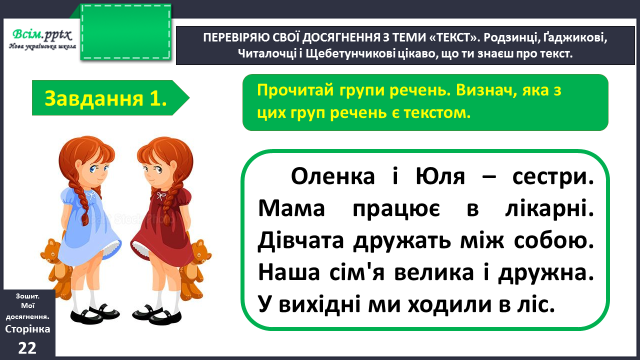 Всім.pptx
Нова українська школа
ПЕРЕВІРЯЮ СВОЇ ДОСЯГНЕННЯ З ТЕМИ «ТЕКСТ». Родзинці, Ґаджикові,
Читалочці і Щебетунчикові цікаво, що ти знаєш про текст.
Завдання 1.
Прочитай групи речень. Визнач, яка з
цих груп речень є текстом.
Оленка і Юля – сестри.
Мама працює в лікарні.
Дівчата дружать між собою.
Наша сім'я велика і дружна.
У вихідні ми ходили в ліс.
Зошит.
Мої
досягнення.
Сторінка
22